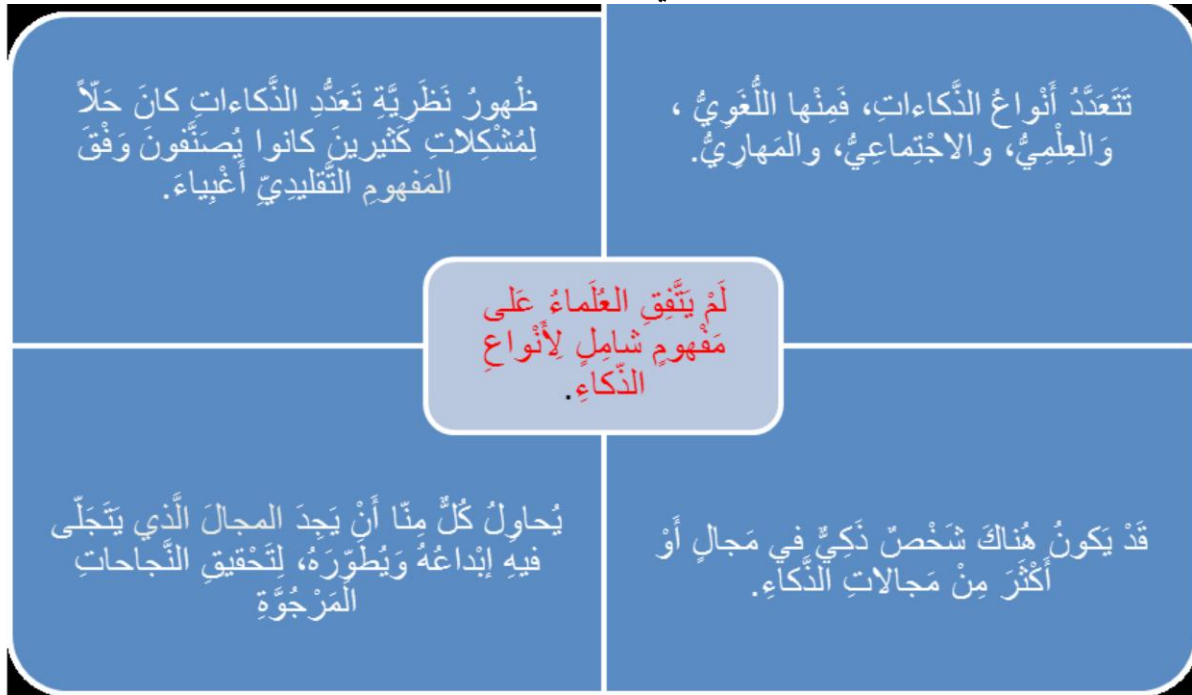 تَتَعَدَّدُ أَنْواعُ الذَّكاءاتِ، فَمِنْها اللُّغَوِيُّ ،
وَالعِلْمِيُّ، والاجْتِماعِيُّ، والمَهارِيُّ.
ظُهورُ نَظَرِيَّةِ تَعَدُّدِ الذَّكاءاتِ كانَ حَلّاً
لِمُشْكِلاتِ كَثيرينَ كانوا يُصَنَّفونَ وَفْقَ
المَفهومِ التَّقليدِيِّ أَغْبِياءَ.
لَمْ يَتَّفِقِ العُلَماءُ عَلى
مَفْهومٍ شامِلٍ لِأَنْواعِ
الذّكاءِ.
قَدْ يَكونُ هُناكَ شَخْصٌ ذَكِيٌّ في مَجالٍ أَوْ
أَكْثَرَ مِنْ مَجالاتِ الذَّكاءِ.
يُحاوِلُ كُلٌّ مِنّا أَنْ يَجِدَ المجالَ الَّذي يَتَجَلّى
فيهِ إبْداعُهُ وَيُطَوِّرَهُ، لِتَحْقيقِ النَّجاحاتِ
المَرْجُوَّةِ